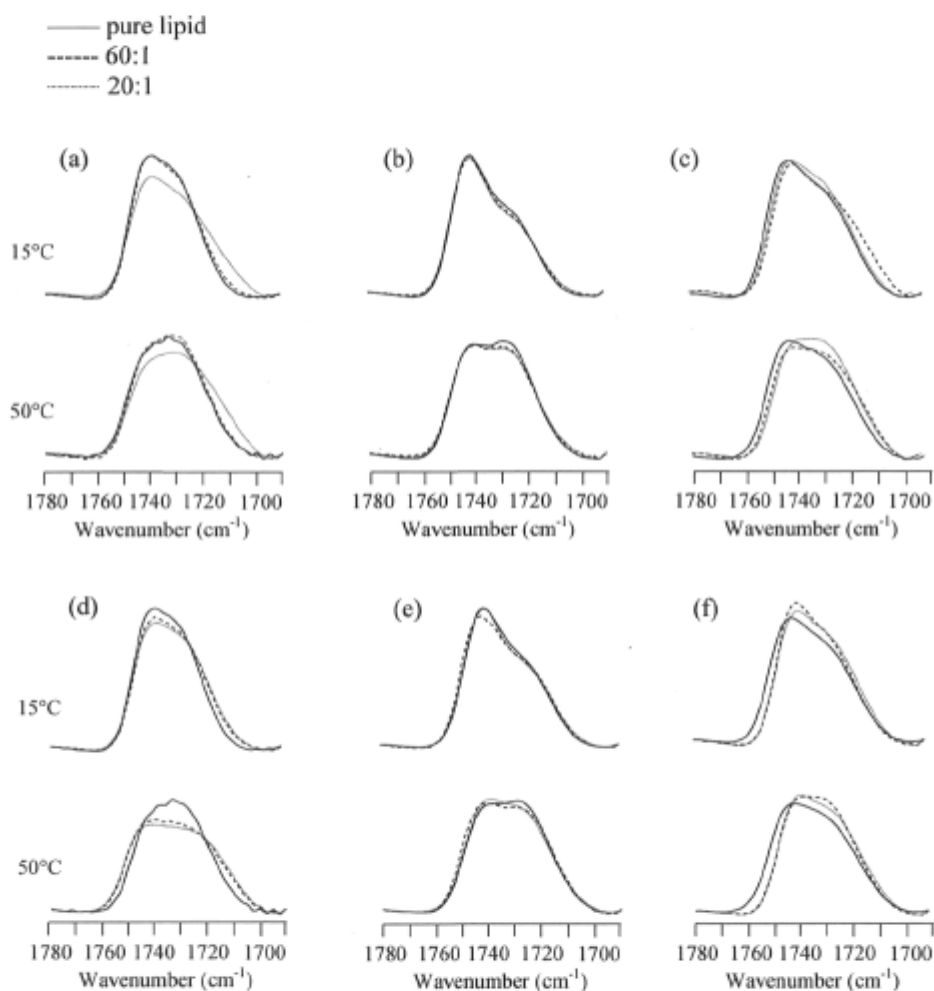 pure lipid
60:1
20:1
(a) (b) (c)
15°C
50°C
1780 1760 1740 1720 1700 1780 1760 1740 1720 1700 1780 1760 1740 1720 1700
Wavenumber (cm⁻¹) Wavenumber (cm⁻¹) Wavenumber (cm⁻¹)
(d) (e) (f)
15°C
50°C
1780 1760 1740 1720 1700 1780 1760 1740 1720 1700 1780 1760 1740 1720 1700
Wavenumber (cm⁻¹) Wavenumber (cm⁻¹) Wavenumber (cm⁻¹)